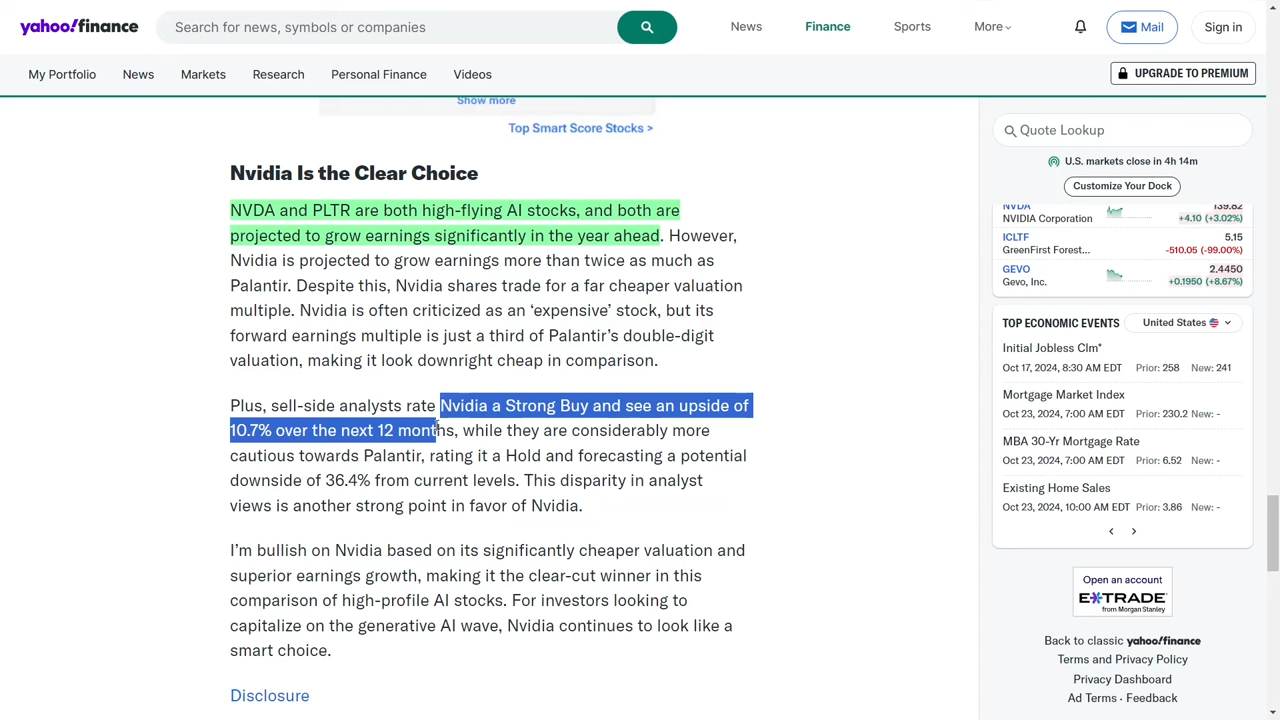 yahoo!finance
Search for news, symbols or companies
News
Finance
Sports
More
Mail
Sign in
My Portfolio
News
Markets
Research
Personal Finance
Videos
UPGRADE TO PREMIUM
Show more
Top Smart Score Stocks >
Nvidia Is the Clear Choice
NVDA and PLTR are both high-flying AI stocks, and both are
projected to grow earnings significantly in the year ahead. However,
Nvidia is projected to grow earnings more than twice as much as
Palantir. Despite this, Nvidia shares trade for a far cheaper valuation
multiple. Nvidia is often criticized as an ‘expensive’ stock, but its
forward earnings multiple is just a third of Palantir’s double-digit
valuation, making it look downright cheap in comparison.
Plus, sell-side analysts rate Nvidia a Strong Buy and see an upside of
10.7% over the next 12 months, while they are considerably more
cautious towards Palantir, rating it a Hold and forecasting a potential
downside of 36.4% from current levels. This disparity in analyst
views is another strong point in favor of Nvidia.
I’m bullish on Nvidia based on its significantly cheaper valuation and
superior earnings growth, making it the clear-cut winner in this
comparison of high-profile AI stocks. For investors looking to
capitalize on the generative AI wave, Nvidia continues to look like a
smart choice.
Disclosure
Quote Lookup
U.S. markets close in 4h 14m
Customize Your Dock
NVDA 139.82
NVIDIA Corporation +4.10 (+3.02%)
ICLTF 5.15
GreenFirst Forest... -510.05 (-99.00%)
GEVO 2.4450
Gevo, Inc. +0.1950 (+8.67%)
TOP ECONOMIC EVENTS United States
Initial Jobless Clm*
Oct 17, 2024, 8:30 AM EDT Prior: 258 New: 241
Mortgage Market Index
Oct 23, 2024, 7:00 AM EDT Prior: 230.2 New: -
MBA 30-Yr Mortgage Rate
Oct 23, 2024, 7:00 AM EDT Prior: 6.52 New: -
Existing Home Sales
Oct 23, 2024, 10:00 AM EDT Prior: 3.86 New: -
Open an account
E*TRADE
from Morgan Stanley
Back to classic yahoo!finance
Terms and Privacy Policy
Privacy Dashboard
Ad Terms · Feedback